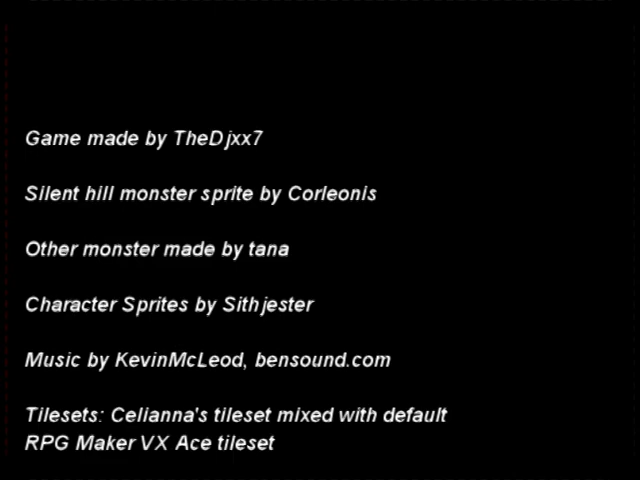 Game made by TheDjxx7
Silent hill monster sprite by Corleonis
Other monster made by tana
Character Sprites by Sithjester
Music by KevinMcLeod, bensound.com
Tilesets: Celianna's tileset mixed with default
RPG Maker VX Ace tileset